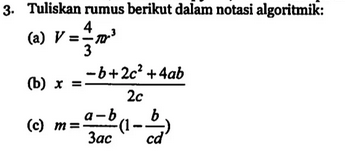 3. Tuliskan rumus berikut dalam notasi algoritmik:
(a) V = 4/3 πr³
(b) x = (-b + 2c² + 4ab) / 2c
(c) m = (a - b)/3ac (1 - b/cd)